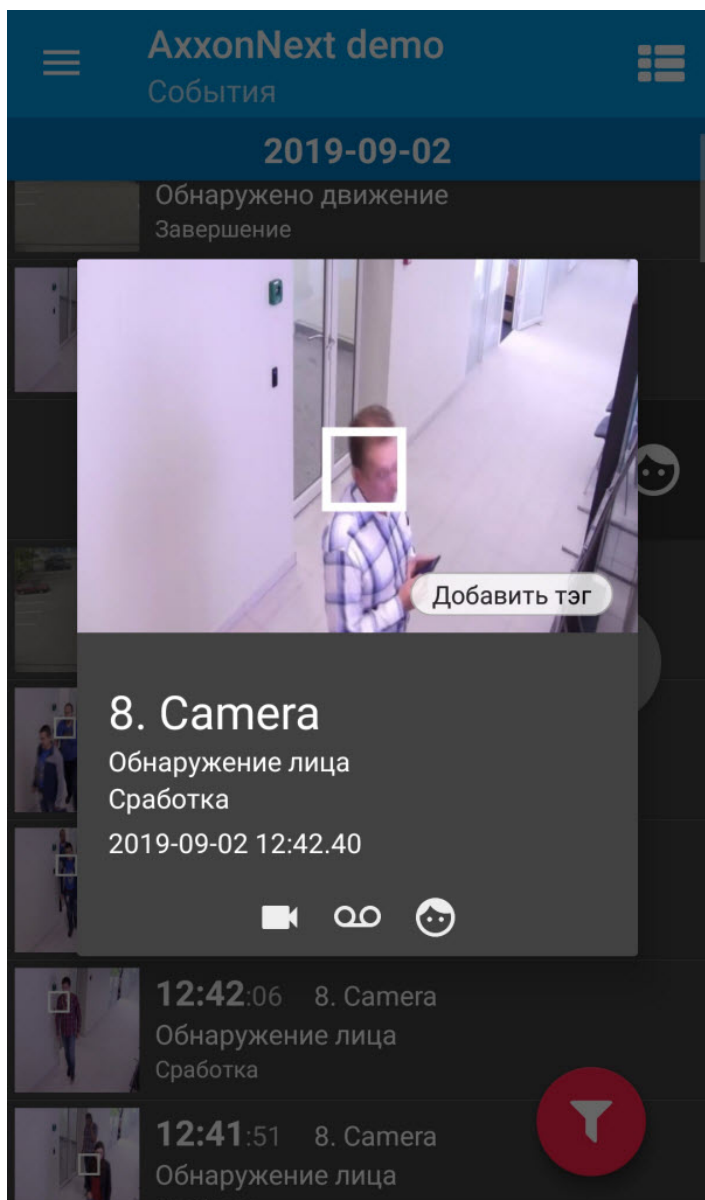 AxxonNext demo
События
2019-09-02
Обнаружено движение
Завершение
Добавить тэг
8. Camera
Обнаружение лица
Сработка
2019-09-02 12:42.40
12:42:06 8. Camera
Обнаружение лица
Сработка
12:41:51 8. Camera
Обнаружение лица